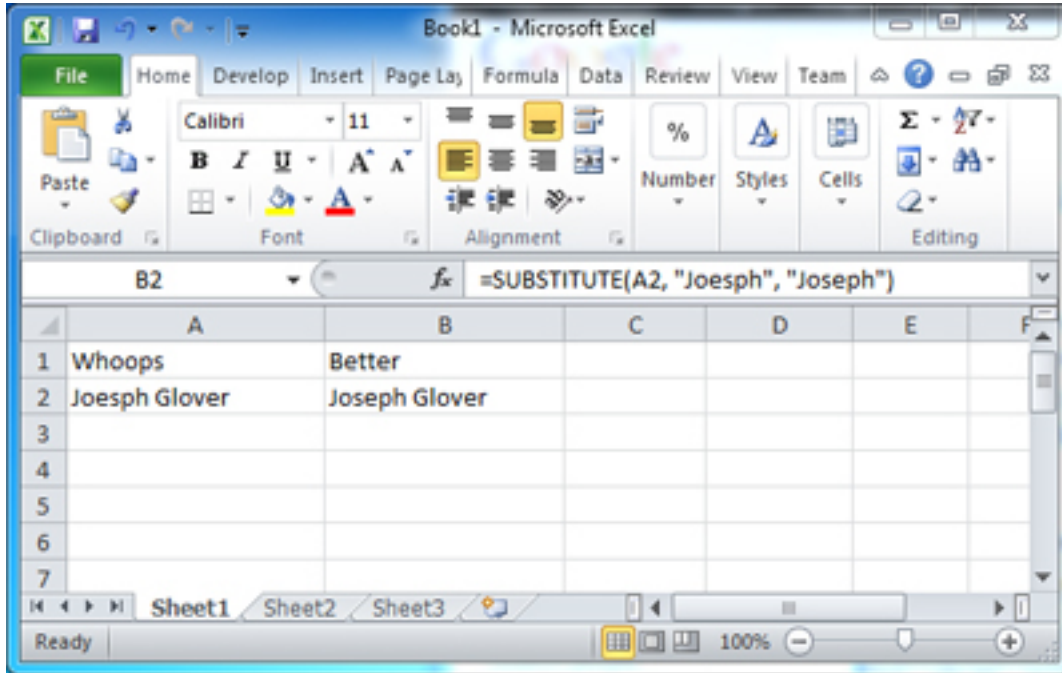 Book1 - Microsoft Excel
File Home Develop Insert Page Lay Formula Data Review View Team
Calibri 11
B I U A A
%
Σ
Paste
Number Styles Cells
Clipboard Font Alignment Editing
B2 fx =SUBSTITUTE(A2, "Joesph", "Joseph")
A B C D E F
1 Whoops Better
2 Joesph Glover Joseph Glover
3
4
5
6
7
Sheet1 Sheet2 Sheet3
Ready 100%